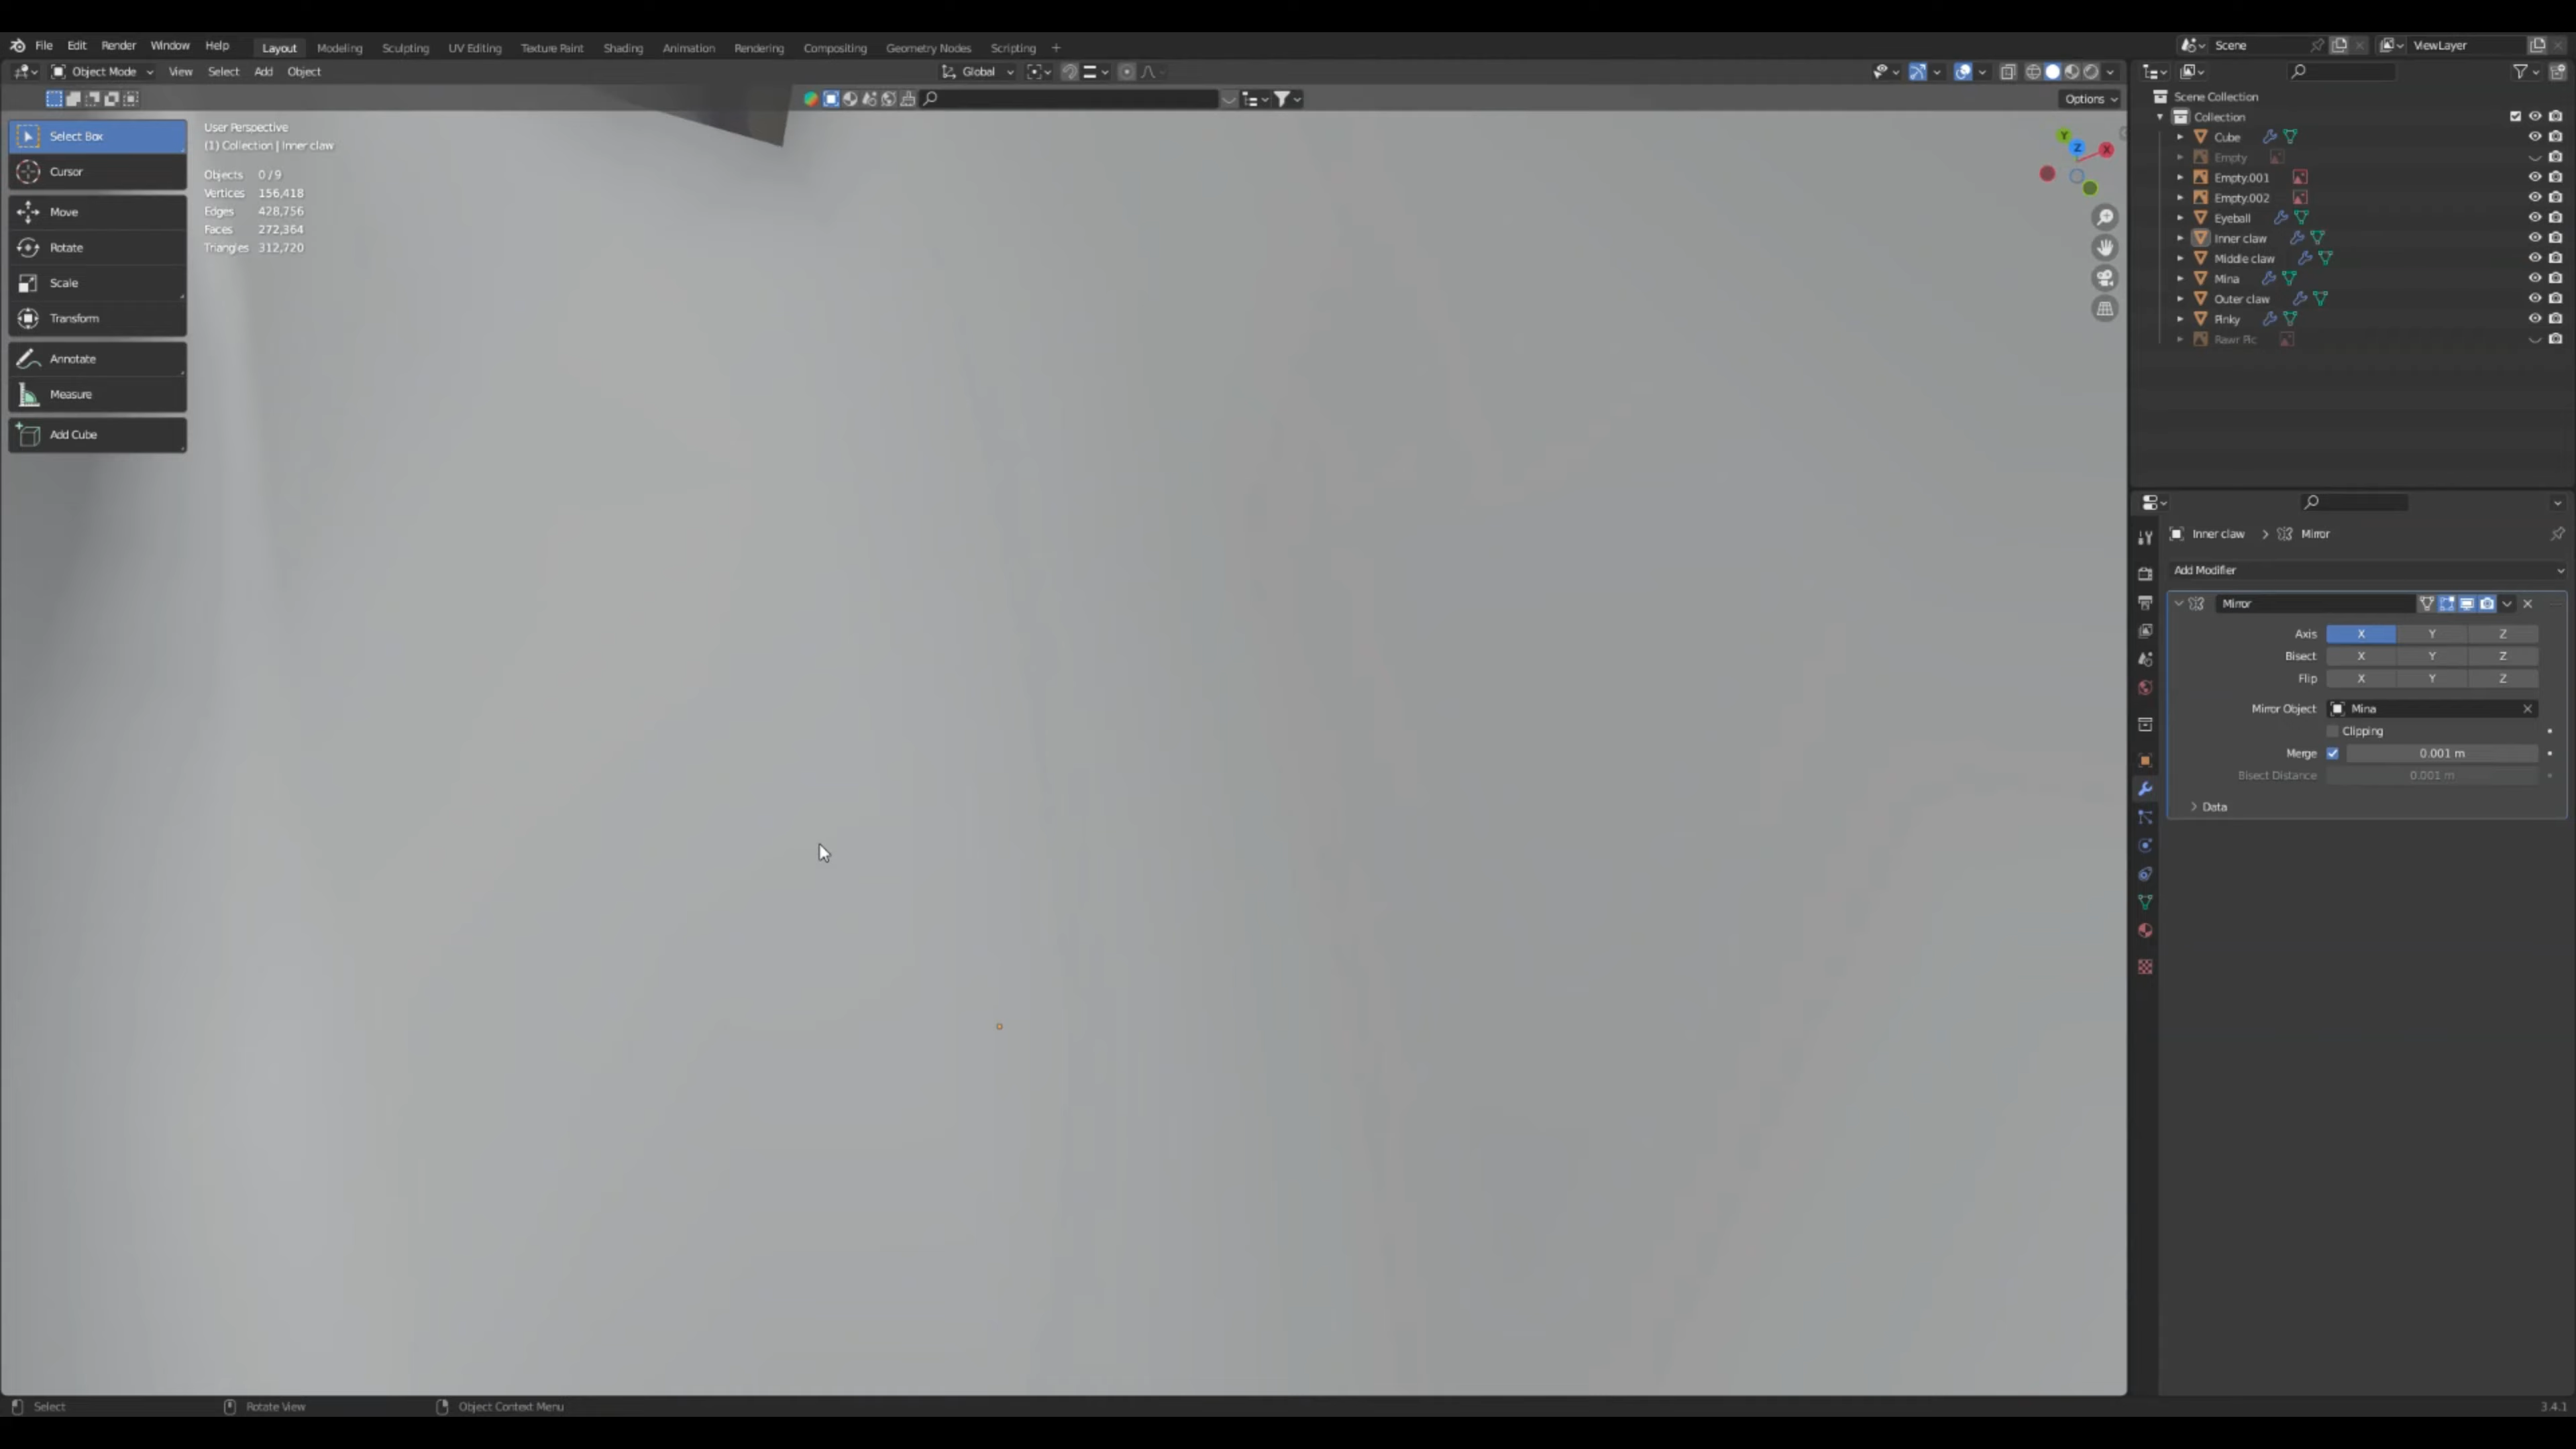 File Edit Render Window Help Layout Modeling Sculpting UV Editing Texture Paint Shading Animation Rendering Compositing Geometry Nodes Scripting + Scene ViewLayer
Object Mode View Select Add Object Global
Options
Select Box
Cursor
Move
Rotate
Scale
Transform
Annotate
Measure
Add Cube
User Perspective
(1) Collection | Inner claw
Objects 0/9
Vertices 156,418
Edges 428,756
Faces 272,364
Triangles 312,720
Y
Z
X
Scene Collection
Collection
Cube
Empty
Empty.001
Empty.002
Eyeball
Inner claw
Middle claw
Mina
Outer claw
Pinky
Rawr Pic
Inner claw > Mirror
Add Modifier
Mirror
Axis X Y Z
Bisect X Y Z
Flip X Y Z
Mirror Object Mina
Clipping
Merge 0.001 m
Bisect Distance 0.001 m
Data
Select Rotate View Object Context Menu 3.4.1